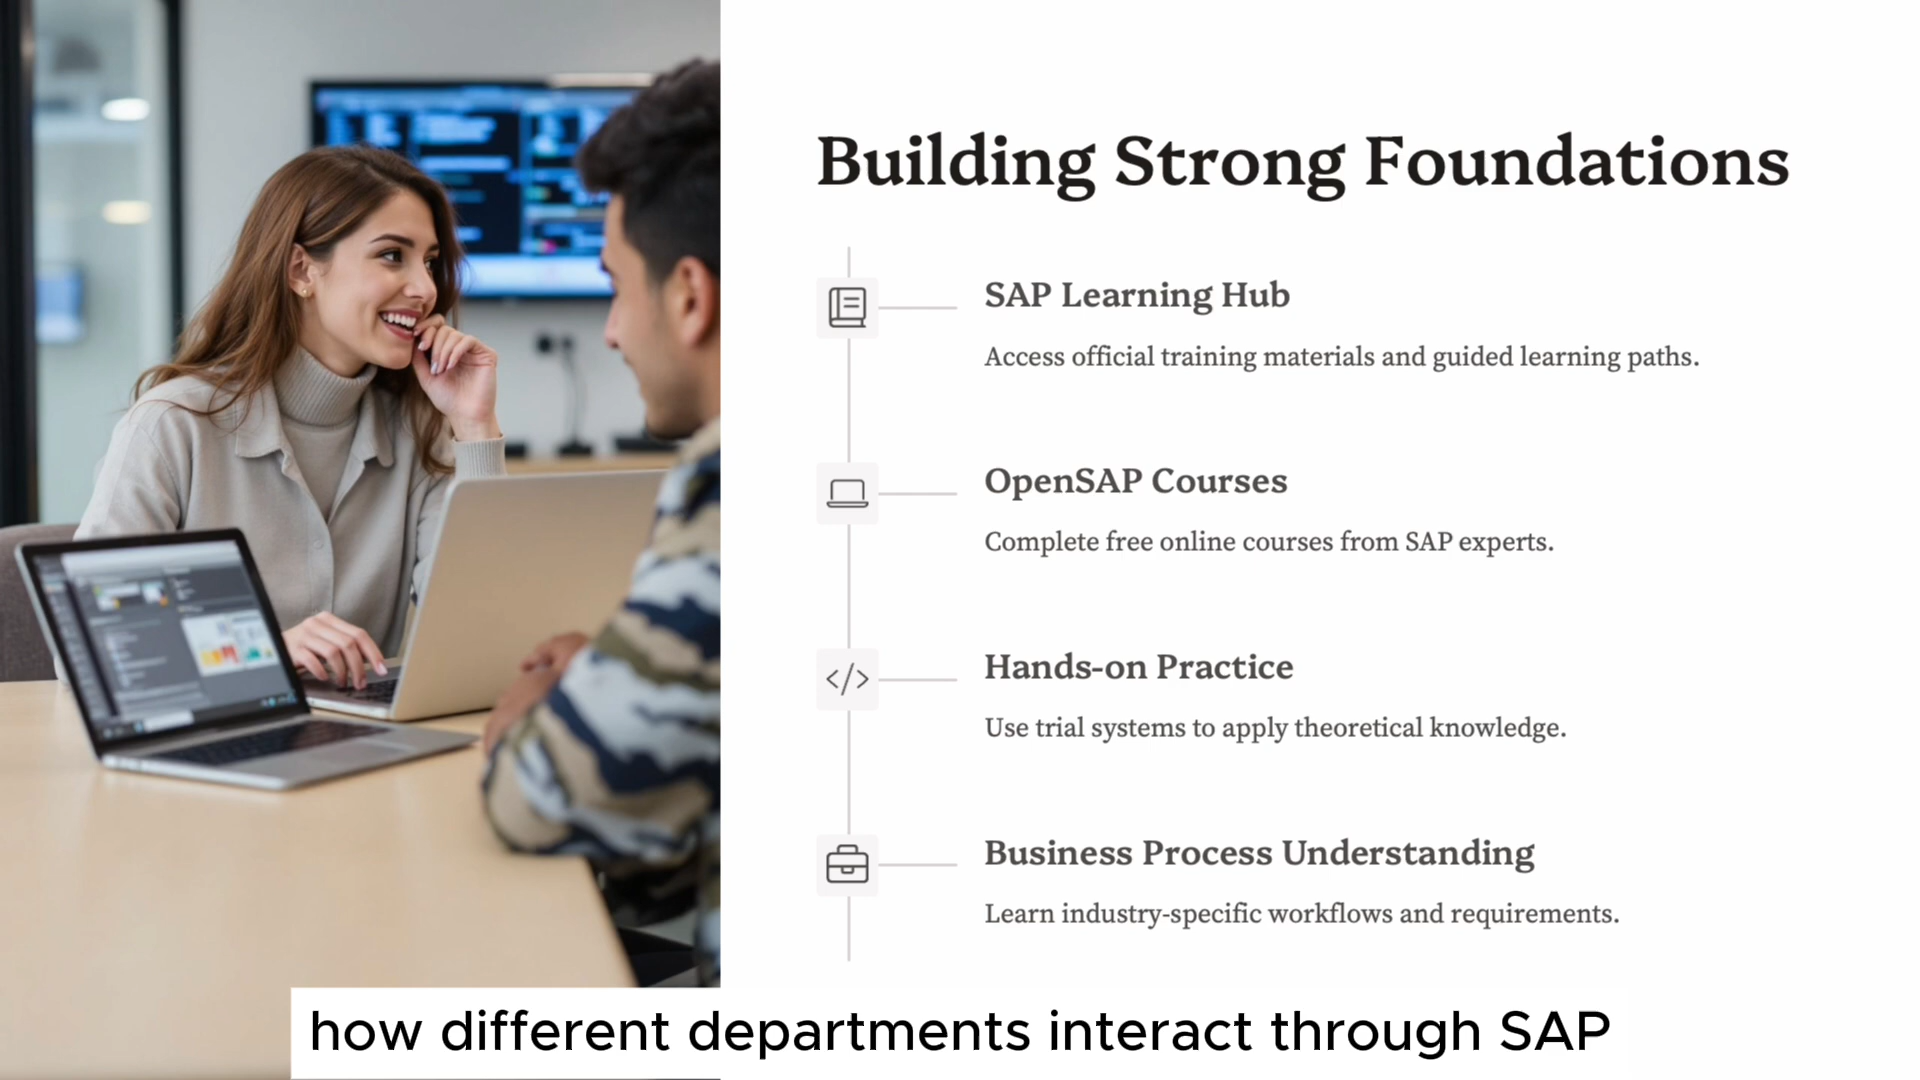 Building Strong Foundations
SAP Learning Hub
Access official training materials and guided learning paths.
OpenSAP Courses
Complete free online courses from SAP experts.
</>
Hands-on Practice
Use trial systems to apply theoretical knowledge.
Business Process Understanding
Learn industry-specific workflows and requirements.
how different departments interact through SAP